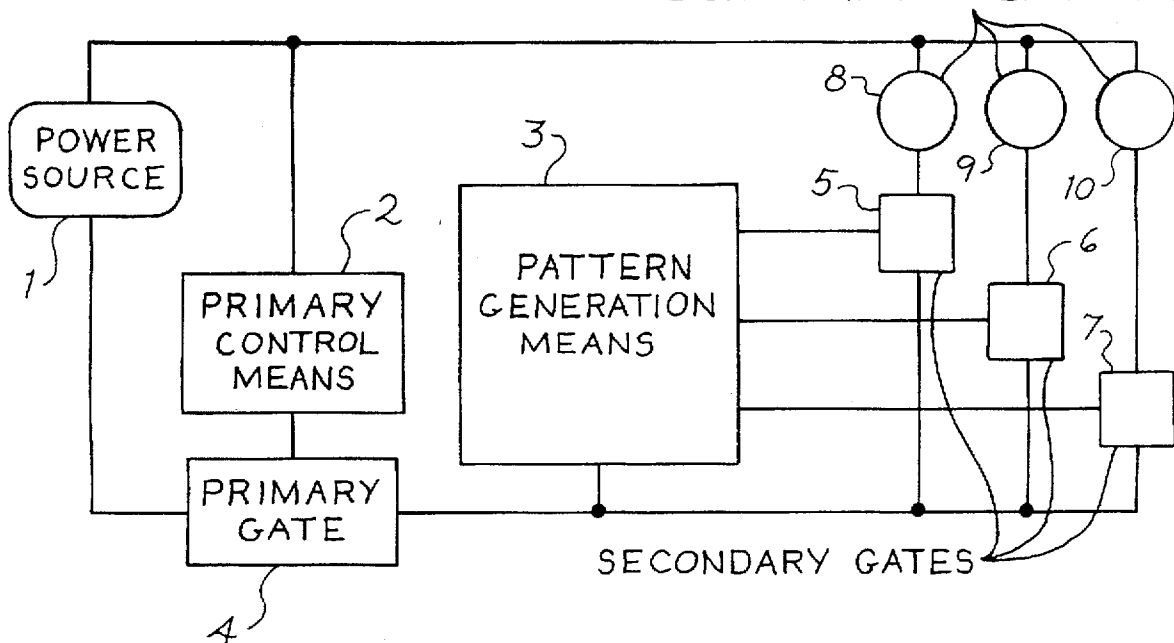 8
3
POWER
SOURCE
9
10
5
2
6
1
PATTERN
GENERATION
MEANS
PRIMARY
CONTROL
MEANS
7
PRIMARY
GATE
SECONDARY GATES
4